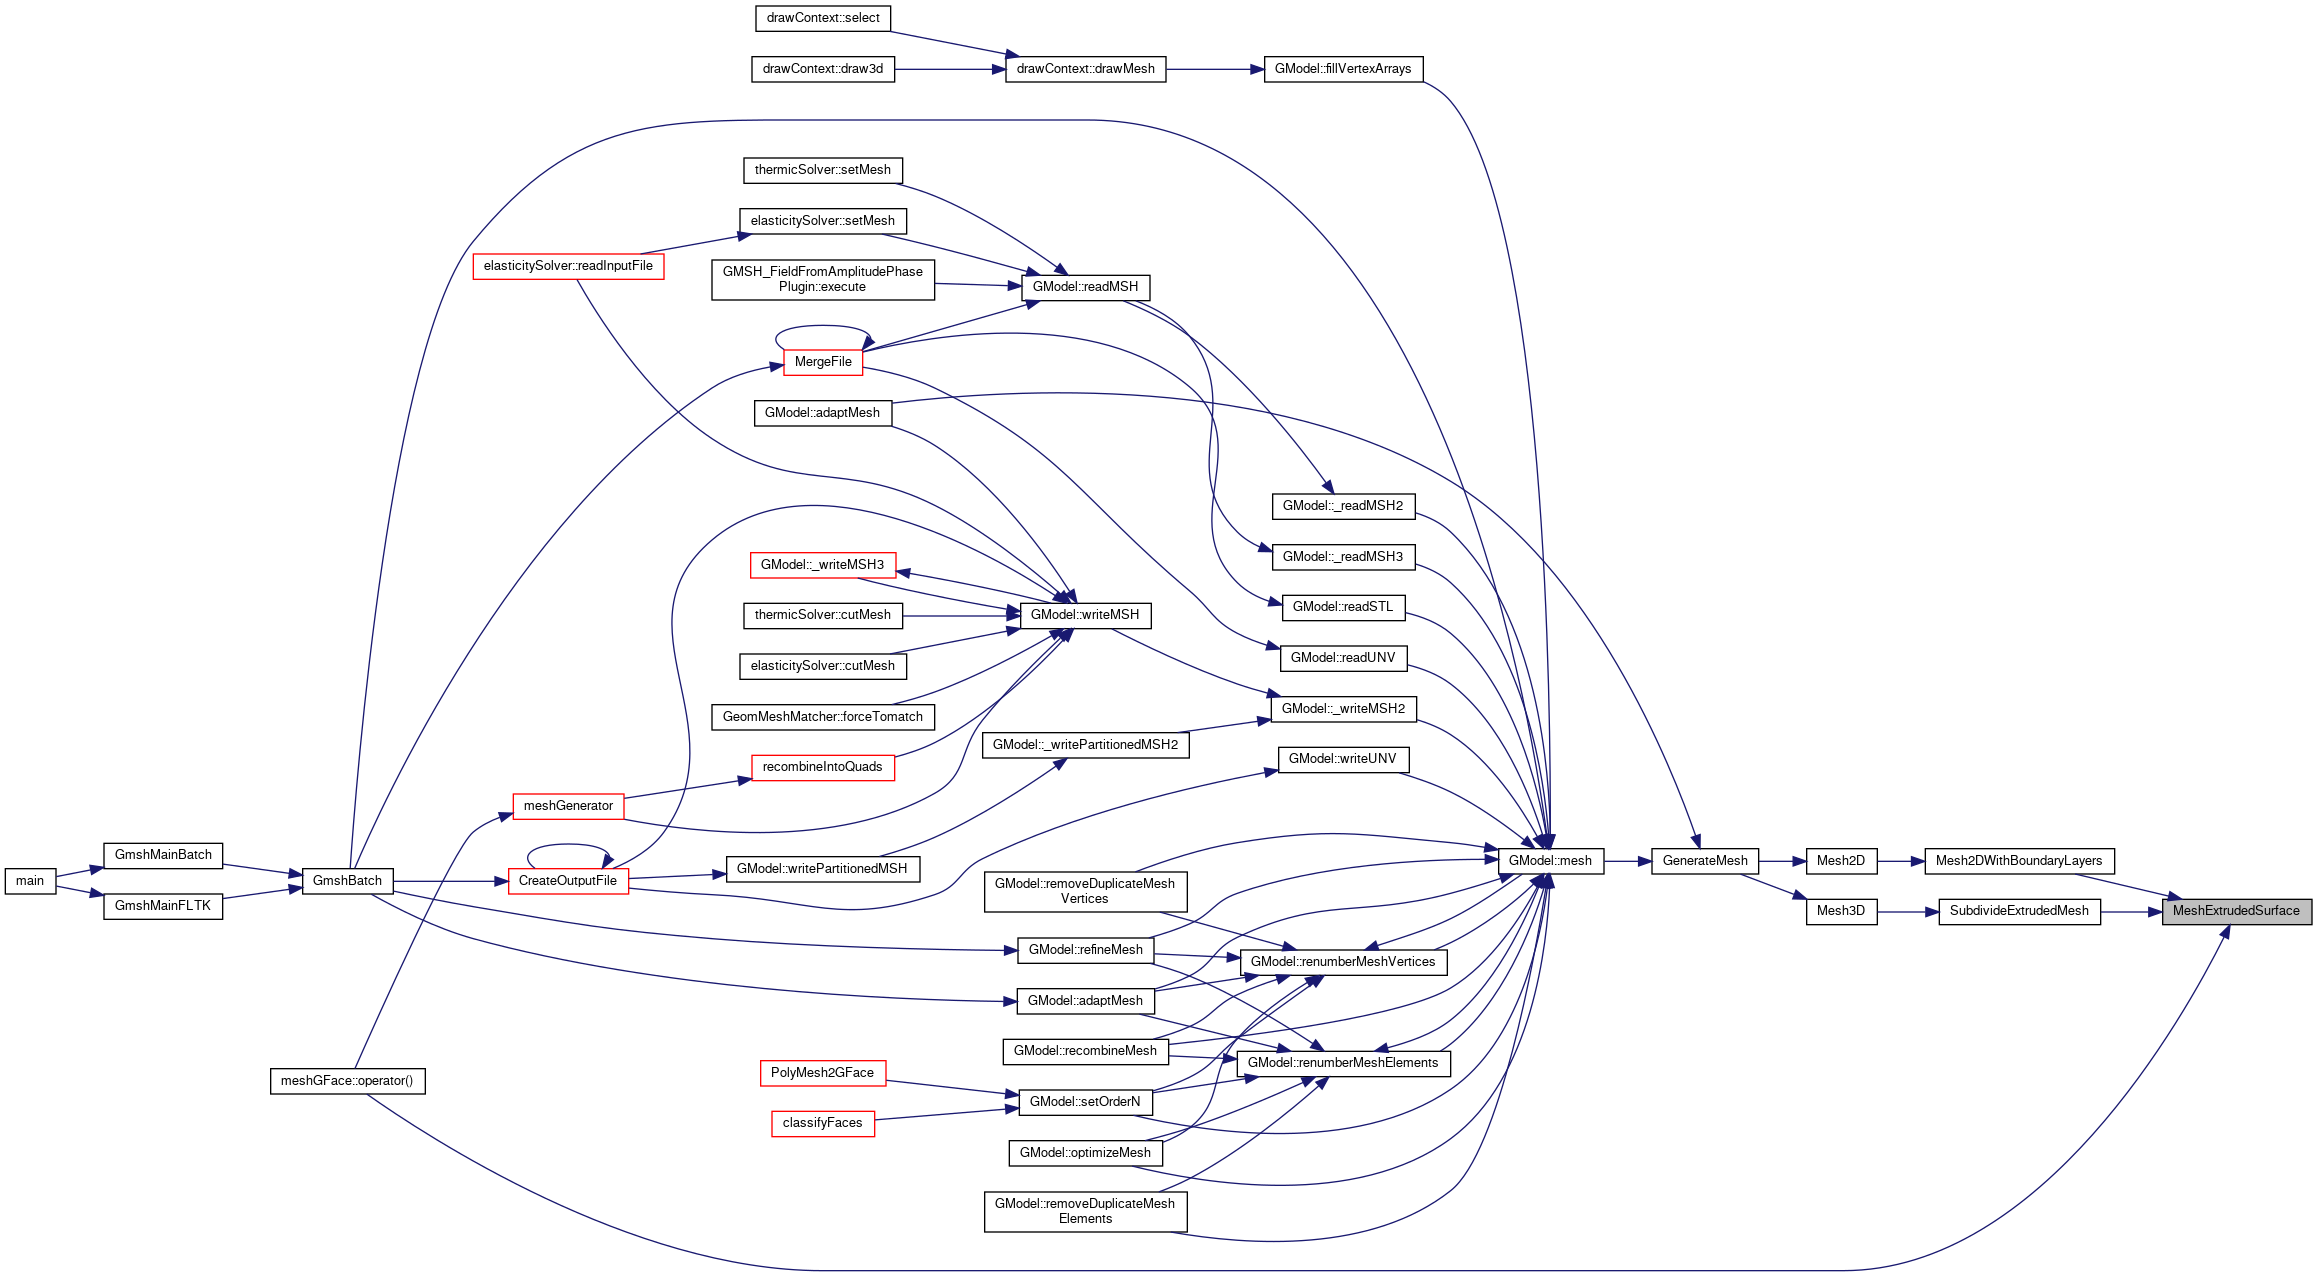 drawContext::select
drawContext::draw3d
drawContext::drawMesh
GModel::fillVertexArrays
thermicSolver::setMesh
elasticitySolver::setMesh
elasticitySolver::readInputFile
GMSH_FieldFromAmplitudePhase
Plugin::execute
GModel::readMSH
MergeFile
GModel::adaptMesh
GModel::_readMSH2
GModel::_readMSH3
GModel::_writeMSH3
GModel::readSTL
thermicSolver::cutMesh
GModel::writeMSH
GModel::readUNV
elasticitySolver::cutMesh
GModel::_writeMSH2
GeomMeshMatcher::forceTomatch
GModel::_writePartitionedMSH2
GModel::writeUNV
recombineIntoQuads
meshGenerator
GmshMainBatch
main
GmshBatch
GmshMainFLTK
CreateOutputFile
GModel::writePartitionedMSH
GModel::removeDuplicateMesh
Vertices
GModel::mesh
GenerateMesh
Mesh2D
Mesh2DWithBoundaryLayers
Mesh3D
SubdivideExtrudedMesh
MeshExtrudedSurface
GModel::refineMesh
GModel::renumberMeshVertices
GModel::adaptMesh
GModel::recombineMesh
GModel::renumberMeshElements
meshGFace::operator()
PolyMesh2GFace
GModel::setOrderN
classifyFaces
GModel::optimizeMesh
GModel::removeDuplicateMesh
Elements